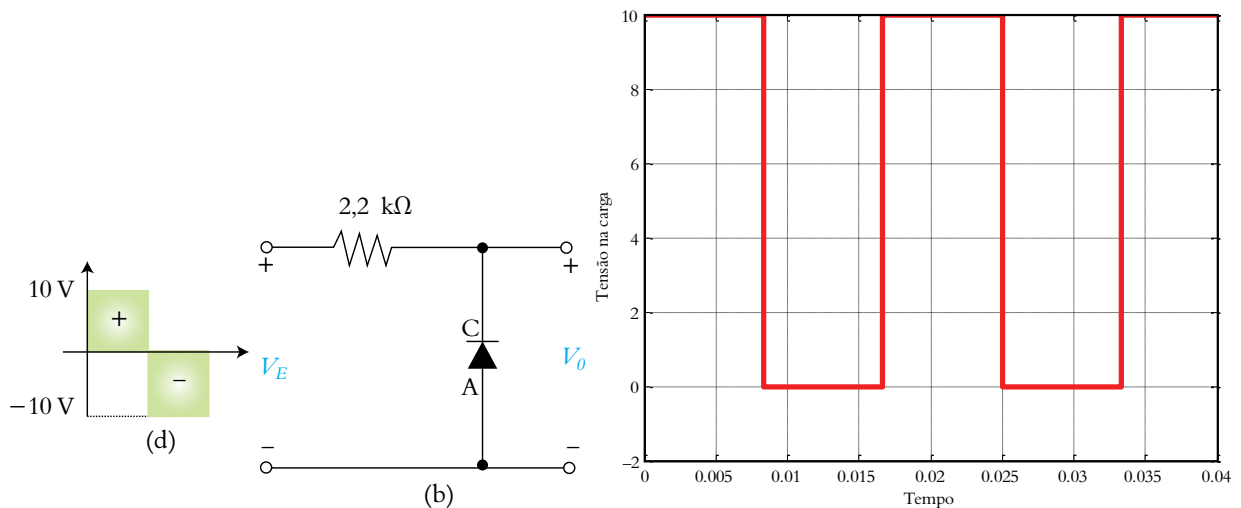 10 V
+
−
−10 V
(d)
2,2 kΩ
+
+
C
A
V_E
V_0
−
−
(b)
Tensão na carga
10
8
6
4
2
0
−2
0
0.005
0.01
0.015
0.02
0.025
0.03
0.035
0.04
Tempo